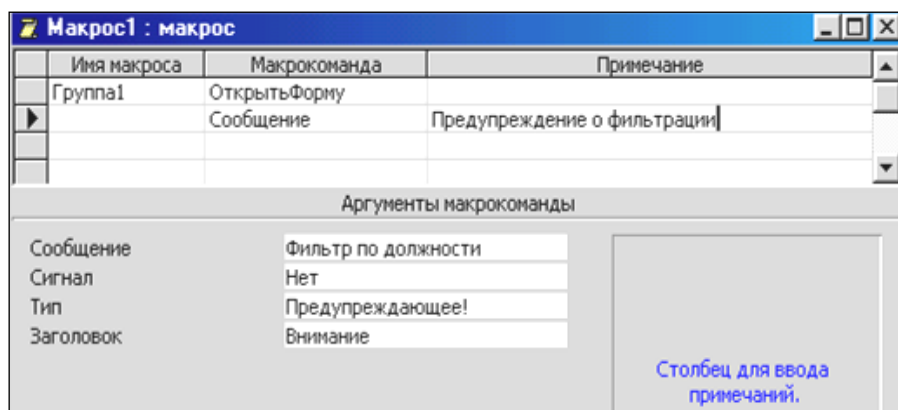 Макрос1 : макрос
Имя макроса Макрокоманда Примечание
Группа1 ОткрытьФорму
Сообщение Предупреждение о фильтрации
Аргументы макрокоманды
Сообщение Фильтр по должности
Сигнал Нет
Тип Предупреждающее!
Заголовок Внимание
Столбец для ввода
примечаний.